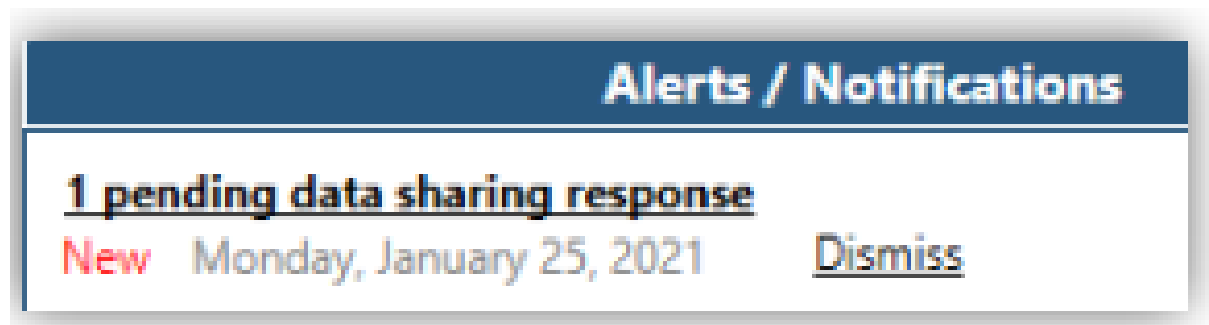 Alerts / Notifications
1 pending data sharing response
New Monday, January 25, 2021 Dismiss